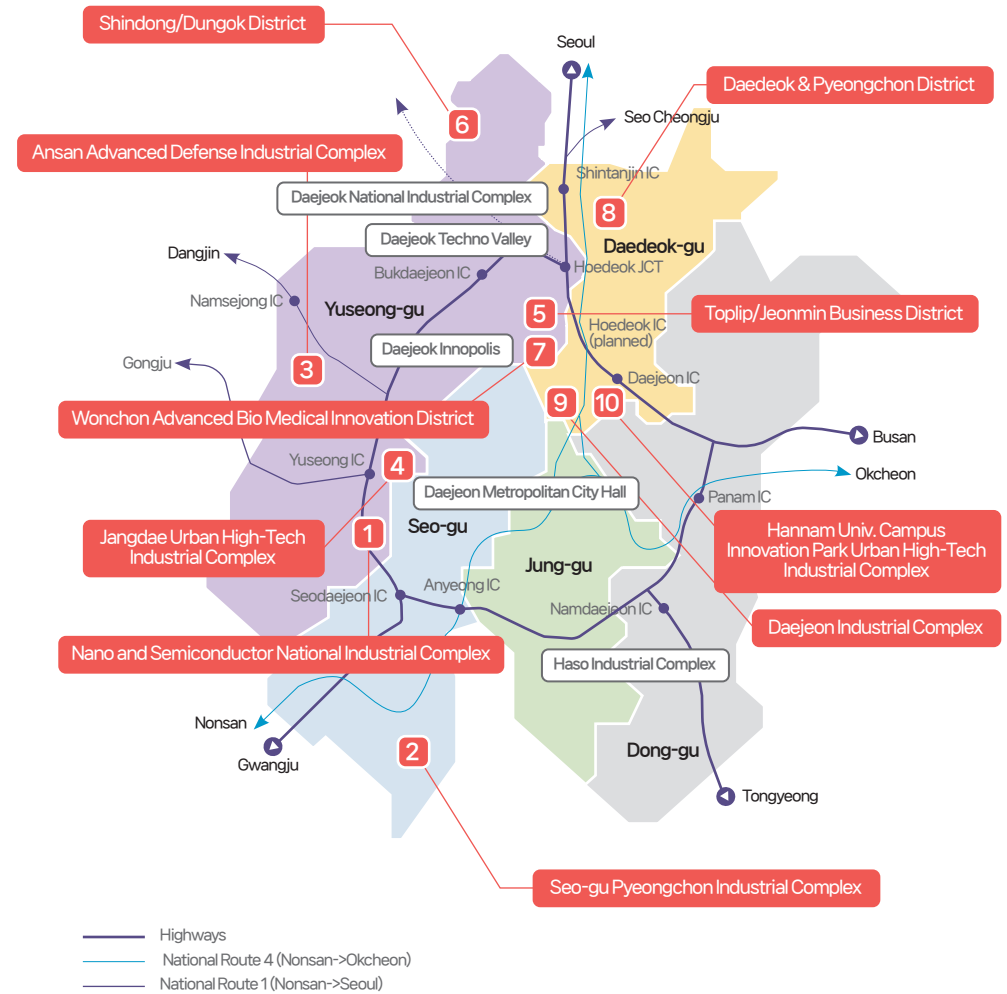 Shindong/Dungok District
Seoul
Daedeok & Pyeongchon District
Seo Cheongju
6
Ansan Advanced Defense Industrial Complex
Shintanjin IC
Daejeok National Industrial Complex
8
Daejeok Techno Valley
Daedeok-gu
Dangjin
Bukdaejeon IC
Hoedeok JCT
Namsejong IC
Yuseong-gu
5
Toplip/Jeonmin Business District
Hoedeok IC
(planned)
Daejeok Innopolis
7
Gongju
3
Daejeon IC
Wonchon Advanced Bio Medical Innovation District
9
10
Busan
Yuseong IC
4
Okcheon
Daejeon Metropolitan City Hall
Panam IC
Jangdae Urban High-Tech
Industrial Complex
1
Seo-gu
Hannam Univ. Campus
Innovation Park Urban High-Tech
Industrial Complex
Jung-gu
Anyeong IC
Seodaejeon IC
Namdaejeon IC
Daejeon Industrial Complex
Nano and Semiconductor National Industrial Complex
Haso Industrial Complex
Nonsan
2
Dong-gu
Gwangju
Tongyeong
Seo-gu Pyeongchon Industrial Complex
Highways
National Route 4 (Nonsan->Okcheon)
National Route 1 (Nonsan->Seoul)